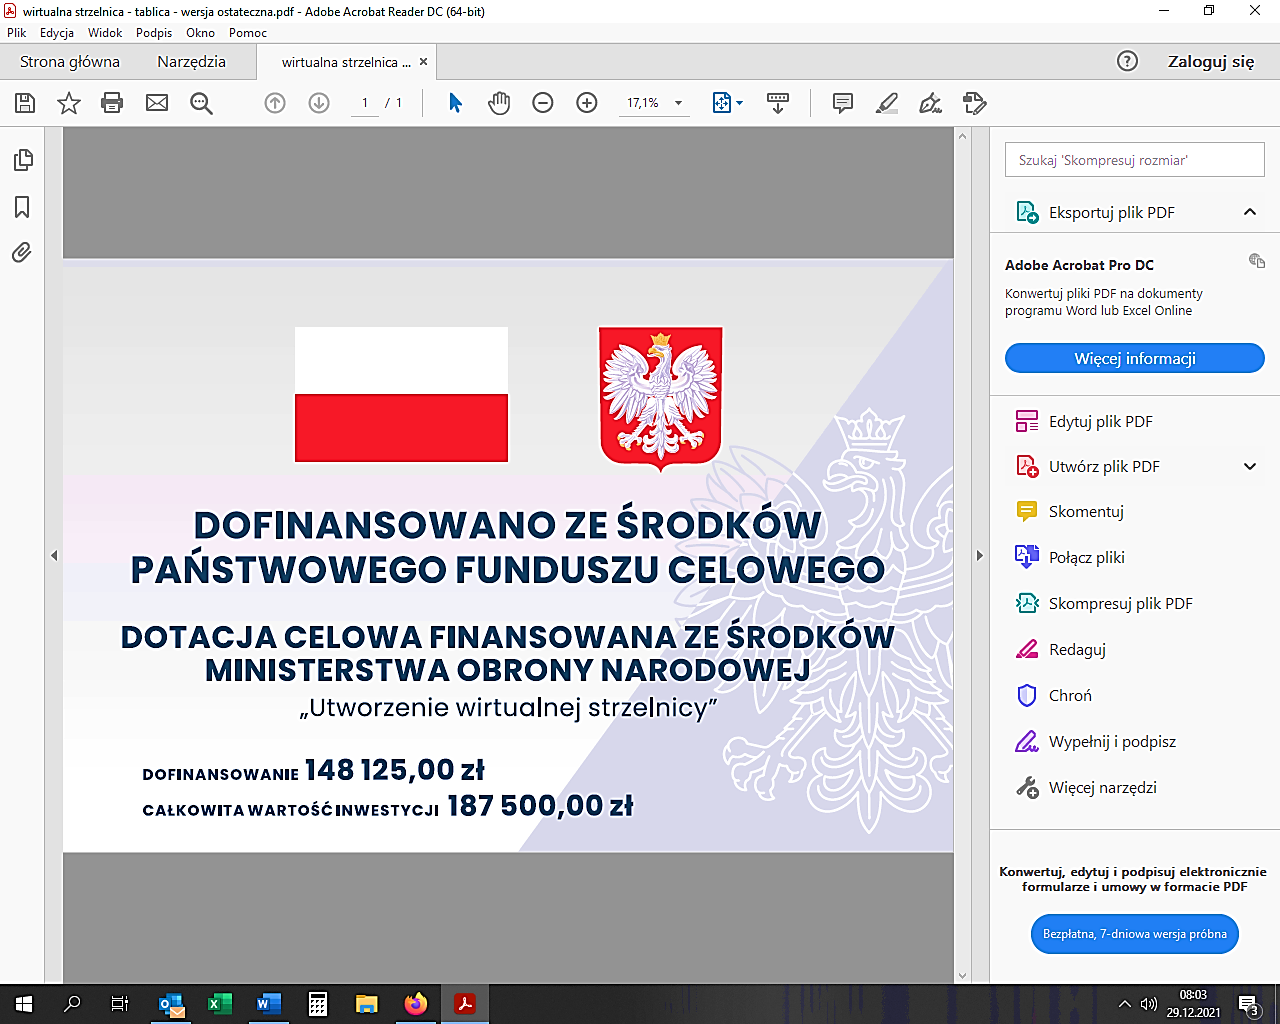 wirtualna strzelnica - tablica - wersja ostateczna.pdf - Adobe Acrobat Reader DC (64-bit)
Plik Edycja Widok Podpis Okno Pomoc
Strona główna Narzędzia wirtualna strzelnica ... × Zaloguj się
1 / 1 17,1%
Szukaj 'Skompresuj rozmiar'
Eksportuj plik PDF
Adobe Acrobat Pro DC
Konwertuj pliki PDF na dokumenty
programu Word lub Excel Online
Więcej informacji
Edytuj plik PDF
Utwórz plik PDF
Skomentuj
Połącz pliki
Skompresuj plik PDF
Redaguj
Chroń
Wypełnij i podpisz
Więcej narzędzi
Konwertuj, edytuj i podpisuj elektronicznie
formularze i umowy w formacie PDF
Bezpłatna, 7-dniowa wersja próbna
DOFINANSOWANO ZE ŚRODKÓW
PAŃSTWOWEGO FUNDUSZU CELOWEGO
DOTACJA CELOWA FINANSOWANA ZE ŚRODKÓW
MINISTERSTWA OBRONY NARODOWEJ
„Utworzenie wirtualnej strzelnicy”
DOFINANSOWANIE 148 125,00 zł
CAŁKOWITA WARTOŚĆ INWESTYCJI 187 500,00 zł
08:03
29.12.2021
3